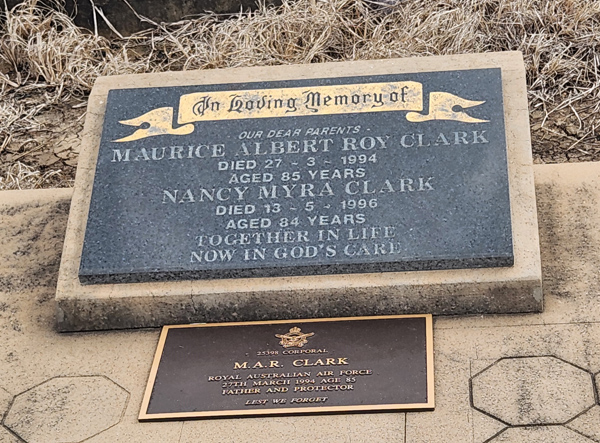 In Loving Memory of
OUR DEAR PARENTS -
MAURICE ALBERT ROY CLARK
DIED 27 - 3 - 1994
AGED 85 YEARS
NANCY MYRA CLARK
DIED 13 - 5 - 1996
AGED 84 YEARS
TOGETHER IN LIFE
NOW IN GOD'S CARE
25398 CORPORAL
M.A.R. CLARK
ROYAL AUSTRALIAN AIR FORCE
27TH MARCH 1994 AGE 85
FATHER AND PROTECTOR
LEST WE FORGET